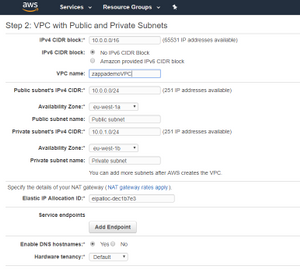 aws Services Resource Groups
Step 2: VPC with Public and Private Subnets
IPv4 CIDR block:* 10.0.0.0/16 (65531 IP addresses available)
IPv6 CIDR block: No IPv6 CIDR Block
Amazon provided IPv6 CIDR block
VPC name: zappademoVPC
Public subnet's IPv4 CIDR:* 10.0.0.0/24 (251 IP addresses available)
Availability Zone:* eu-west-1a
Public subnet name: Public subnet
Private subnet's IPv4 CIDR:* 10.0.1.0/24 (251 IP addresses available)
Availability Zone:* eu-west-1b
Private subnet name: Private subnet
You can add more subnets after AWS creates the VPC.
Specify the details of your NAT gateway (NAT gateway rates apply).
Elastic IP Allocation ID:* eipalloc-dec1b7e3
Service endpoints
Add Endpoint
Enable DNS hostnames:* Yes No
Hardware tenancy:* Default